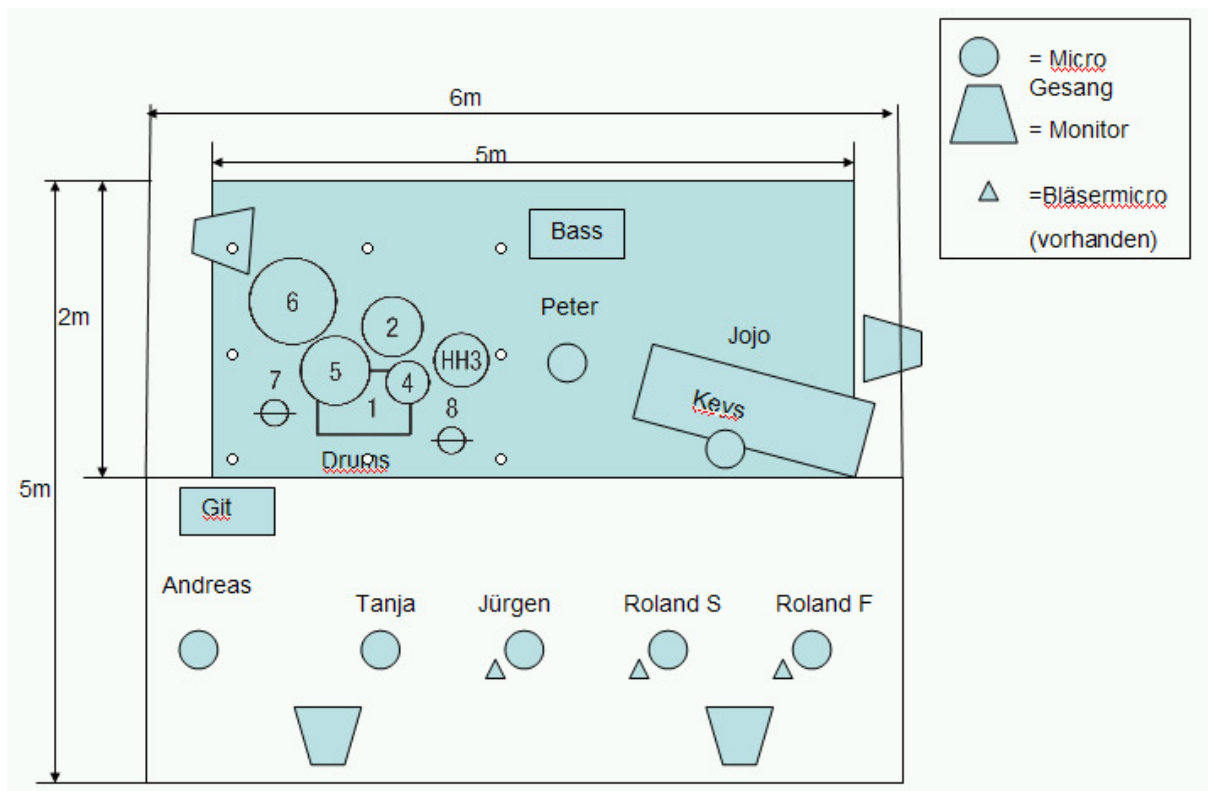 = Micro
Gesang
= Monitor
=Bläsermicro
(vorhanden)
6m
5m
Bass
Peter
Jojo
2m
6
2
HH3
5
4
7
1
8
Keys
Drums
5m
Git
Andreas
Tanja
Jürgen
Roland S
Roland F